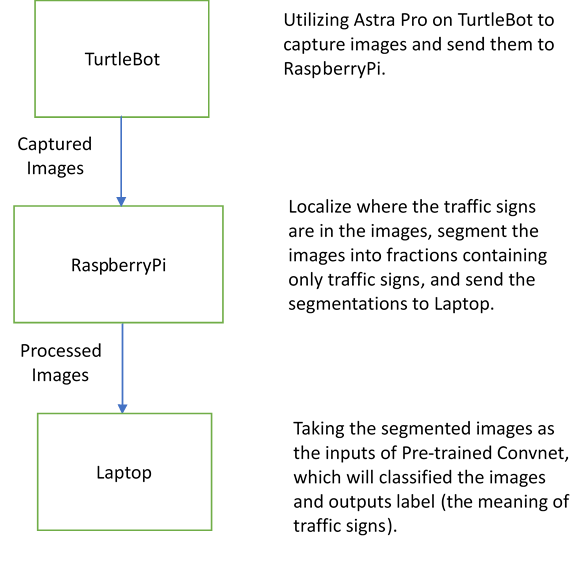 TurtleBot
Utilizing Astra Pro on TurtleBot to
capture images and send them to
RaspberryPi.
Captured
Images
RaspberryPi
Localize where the traffic signs
are in the images, segment the
images into fractions containing
only traffic signs, and send the
segmentations to Laptop.
Processed
Images
Laptop
Taking the segmented images as
the inputs of Pre-trained Convnet,
which will classified the images
and outputs label (the meaning of
traffic signs).